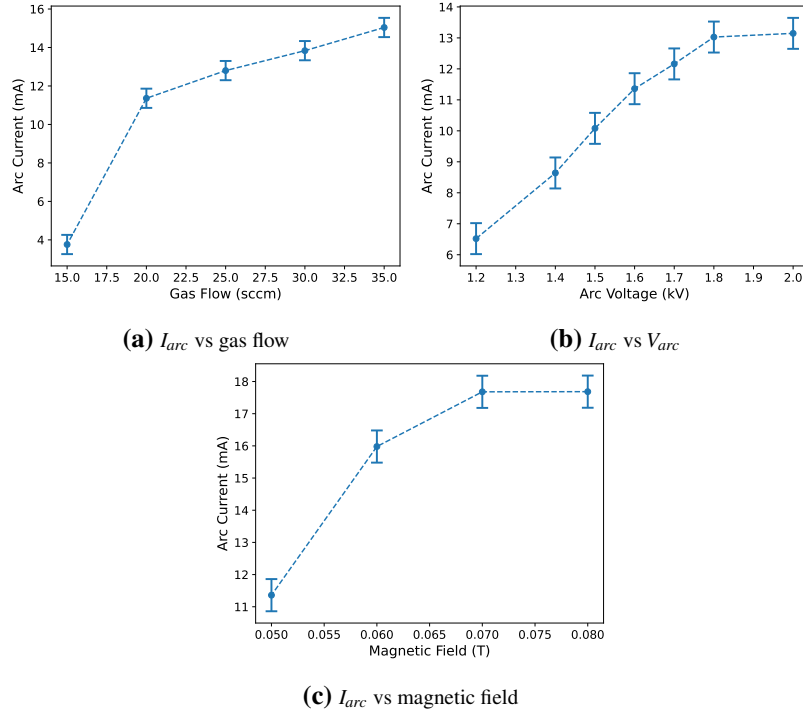 16
14
12
10
8
6
4
Arc Current (mA)
15.0 17.5 20.0 22.5 25.0 27.5 30.0 32.5 35.0
Gas Flow (sccm)
(a) I_arc vs gas flow
14
13
12
11
10
9
8
7
6
Arc Current (mA)
1.2 1.3 1.4 1.5 1.6 1.7 1.8 1.9 2.0
Arc Voltage (kV)
(b) I_arc vs V_arc
18
17
16
15
14
13
12
11
Arc Current (mA)
0.050 0.055 0.060 0.065 0.070 0.075 0.080
Magnetic Field (T)
(c) I_arc vs magnetic field